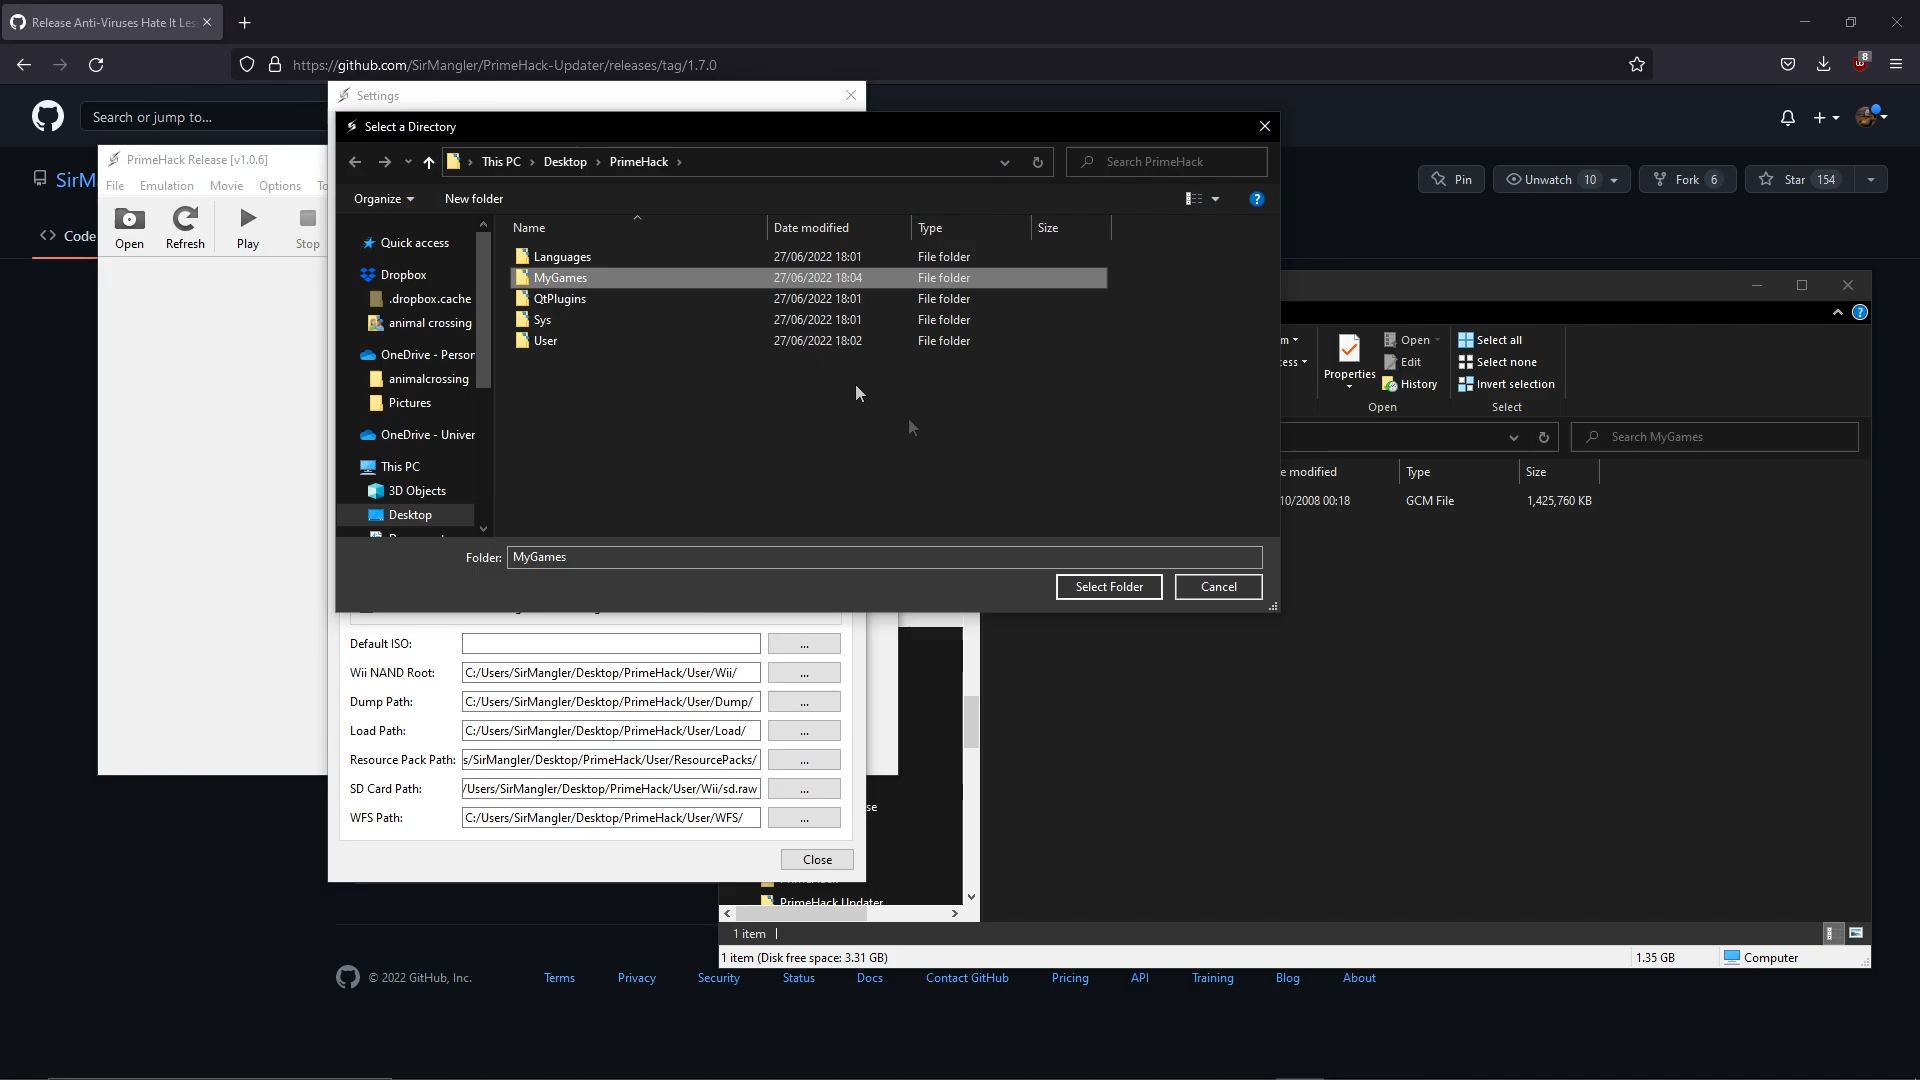 Release Anti-Viruses Hate It Les
https://github.com/SirMangler/PrimeHack-Updater/releases/tag/1.7.0
8
Search or jump to...
Settings
Select a Directory
PrimeHack Release [v1.0.6]
This PC
Desktop
PrimeHack
Search PrimeHack
SirM
File
Emulation
Movie
Options
To
Pin
Unwatch
10
Fork
6
Star
154
Organize
New folder
Code
Open
Refresh
Play
Stop
Name
Date modified
Type
Size
Languages
27/06/2022 18:01
File folder
MyGames
27/06/2022 18:04
File folder
QtPlugins
27/06/2022 18:01
File folder
Sys
27/06/2022 18:01
File folder
User
27/06/2022 18:02
File folder
Quick access
Dropbox
.dropbox.cache
animal crossing
OneDrive - Person
animalcrossing
Pictures
OneDrive - Univer
This PC
3D Objects
Desktop
Folder:
MyGames
Select Folder
Cancel
m
ess
Properties
Open
Edit
History
Open
Select all
Select none
Invert selection
Select
Search MyGames
e modified
Type
Size
10/2008 00:18
GCM File
1,425,760 KB
Default ISO:
...
Wii NAND Root:
C:/Users/SirMangler/Desktop/PrimeHack/User/Wii/
...
Dump Path:
C:/Users/SirMangler/Desktop/PrimeHack/User/Dump/
...
Load Path:
C:/Users/SirMangler/Desktop/PrimeHack/User/Load/
...
Resource Pack Path:
s/SirMangler/Desktop/PrimeHack/User/ResourcePacks/
...
SD Card Path:
/Users/SirMangler/Desktop/PrimeHack/User/Wii/sd.raw
...
WFS Path:
C:/Users/SirMangler/Desktop/PrimeHack/User/WFS/
...
Close
se
PrimeHack Updater
1 item
1 item (Disk free space: 3.31 GB)
1.35 GB
Computer
© 2022 GitHub, Inc.
Terms
Privacy
Security
Status
Docs
Contact GitHub
Pricing
API
Training
Blog
About